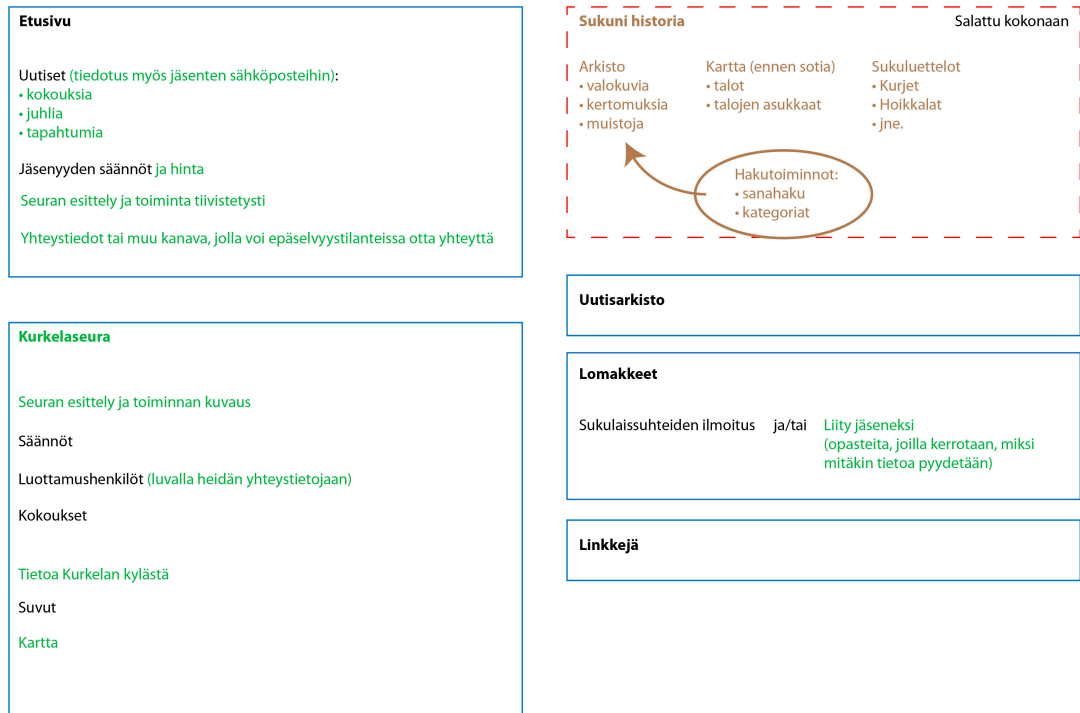 Etusivu
Uutiset (tiedotus myös jäsenten sähköposteihin):
• kokouksia
• juhlia
• tapahtumia
Jäsenyyden säännöt ja hinta
Seuran esittely ja toiminta tiivistetysti
Yhteystiedot tai muu kanava, jolla voi epäselvyystilanteissa otta yhteyttä
Kurkelaseura
Seuran esittely ja toiminnan kuvaus
Säännöt
Luottamushenkilöt (luvalla heidän yhteystietojaan)
Kokoukset
Tietoa Kurkelan kylästä
Suvut
Kartta
Sukuni historia
Salattu kokonaan
Arkisto
• valokuvia
• kertomuksia
• muistoja
Kartta (ennen sotia)
• talot
• talojen asukkaat
Sukuluettelot
• Kurjet
• Hoikkalat
• jne.
Hakutoiminnot:
• sanahaku
• kategoriat
Uutisarkisto
Lomakkeet
Sukulaissuhteiden ilmoitus ja/tai Liity jäseneksi
(opasteita, joilla kerrotaan, miksi
mitäkin tietoa pyydetään)
Linkkejä